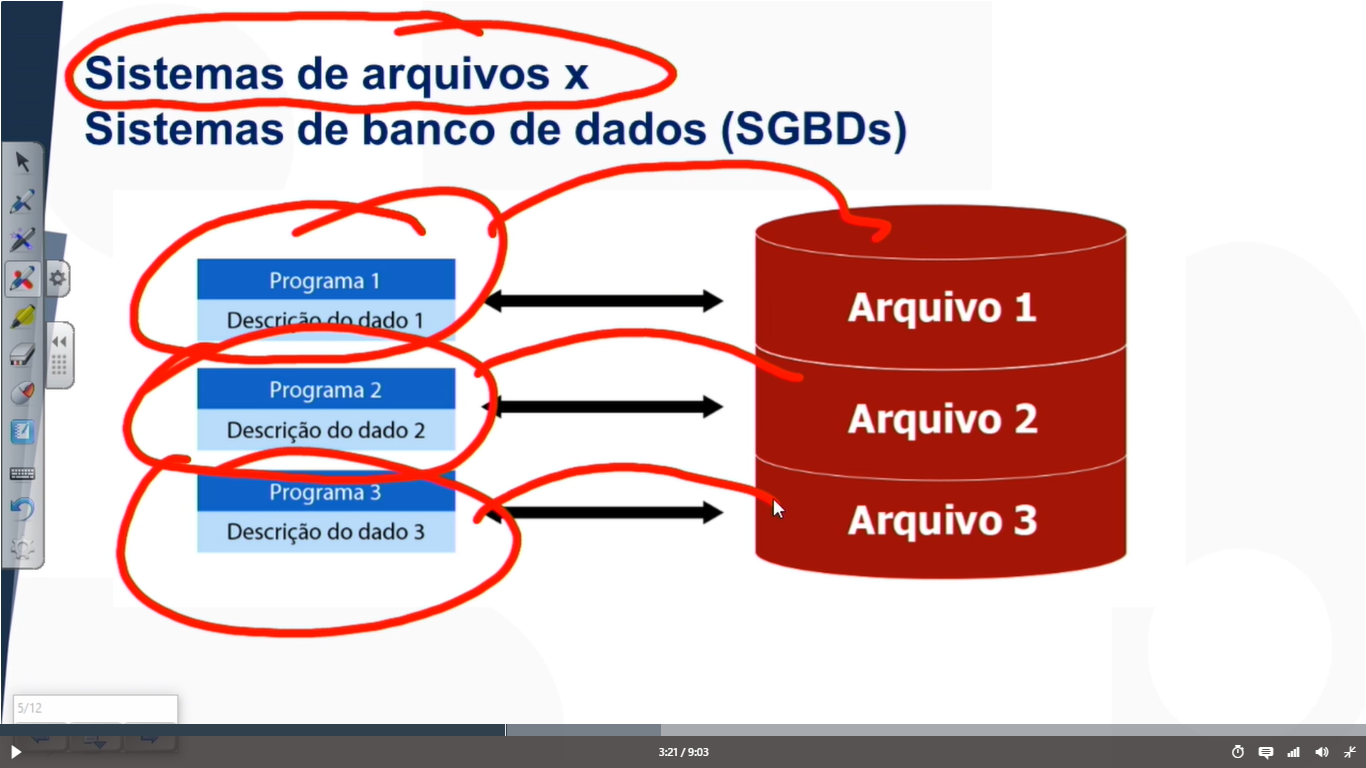 Sistemas de arquivos x
Sistemas de banco de dados (SGBDs)
Programa 1
Descrição do dado 1
Programa 2
Descrição do dado 2
Programa 3
Descrição do dado 3
Arquivo 1
Arquivo 2
Arquivo 3
5/12
3:21 / 9:03